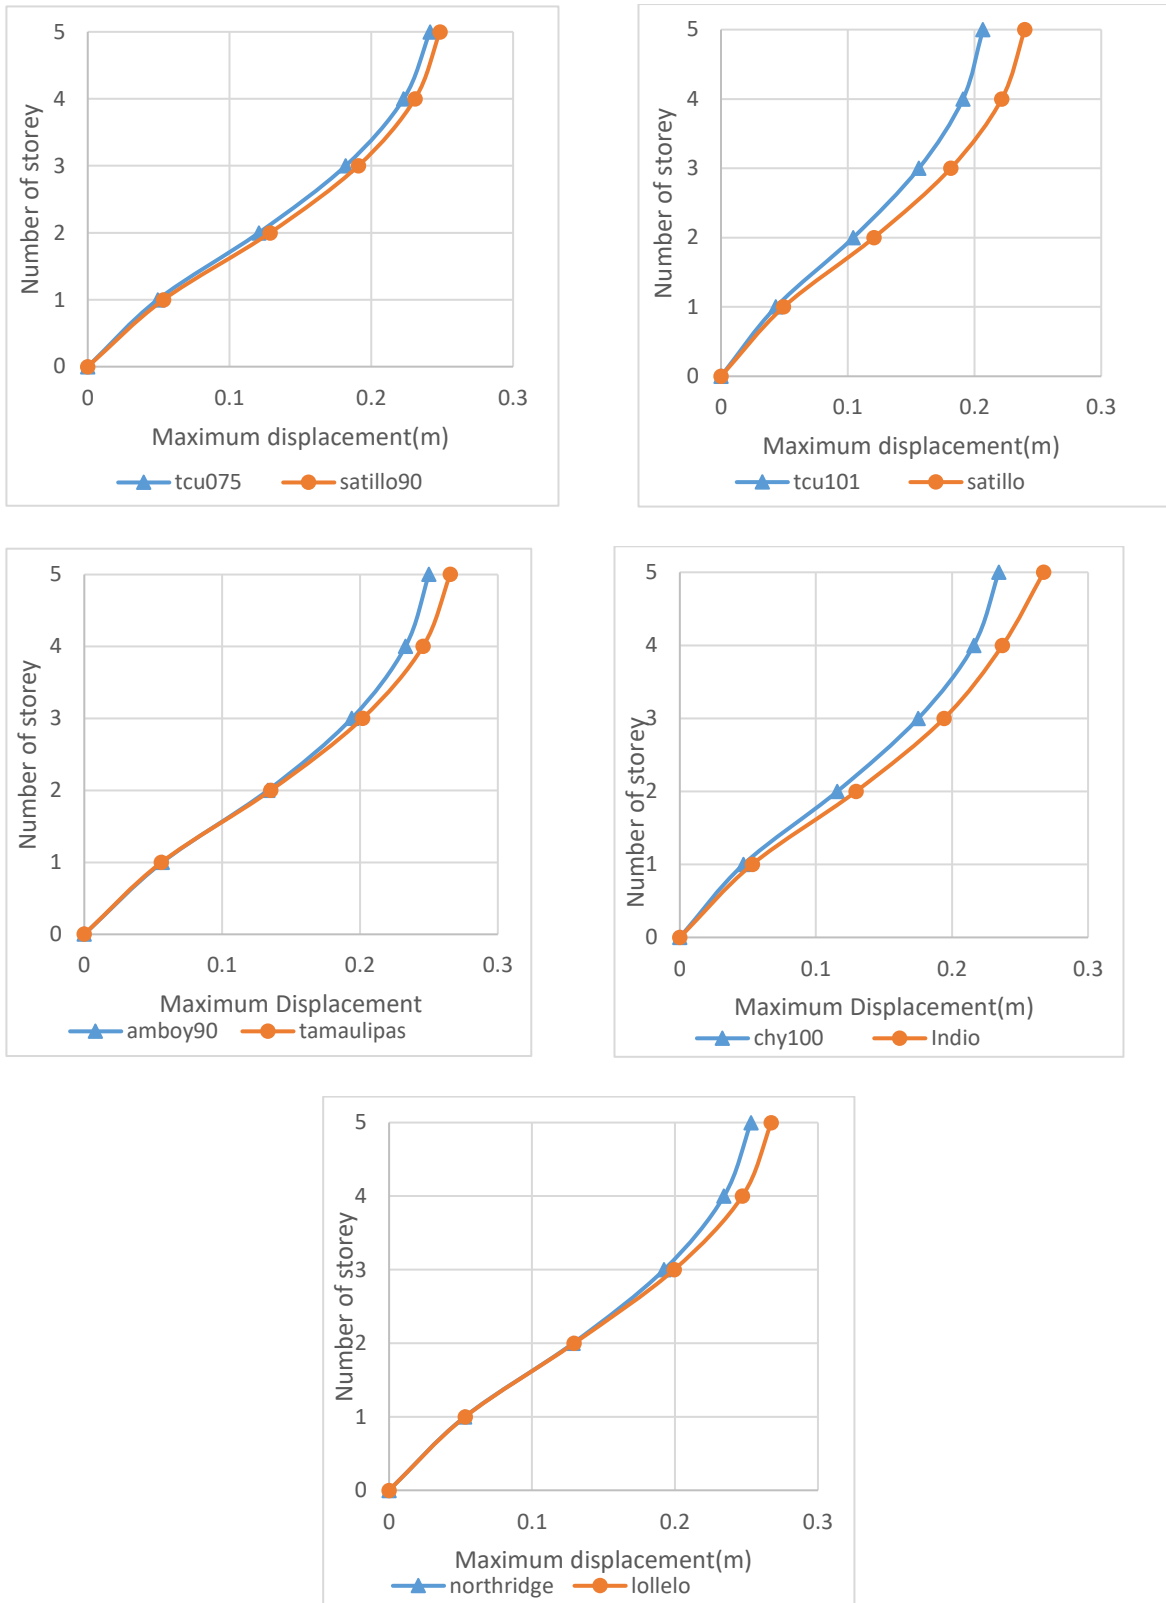 5
4
3
2
1
0
Number of storey
0 0.1 0.2 0.3
Maximum displacement(m)
tcu075 satillo90
5
4
3
2
1
0
Number of storey
0 0.1 0.2 0.3
Maximum displacement(m)
tcu101 satillo
5
4
3
2
1
0
Number of storey
0 0.1 0.2 0.3
Maximum Displacement
amboy90 tamaulipas
5
4
3
2
1
0
Number of storey
0 0.1 0.2 0.3
Maximum Displacement(m)
chy100 Indio
5
4
3
2
1
0
Number of storey
0 0.1 0.2 0.3
Maximum displacement(m)
northridge lollelo